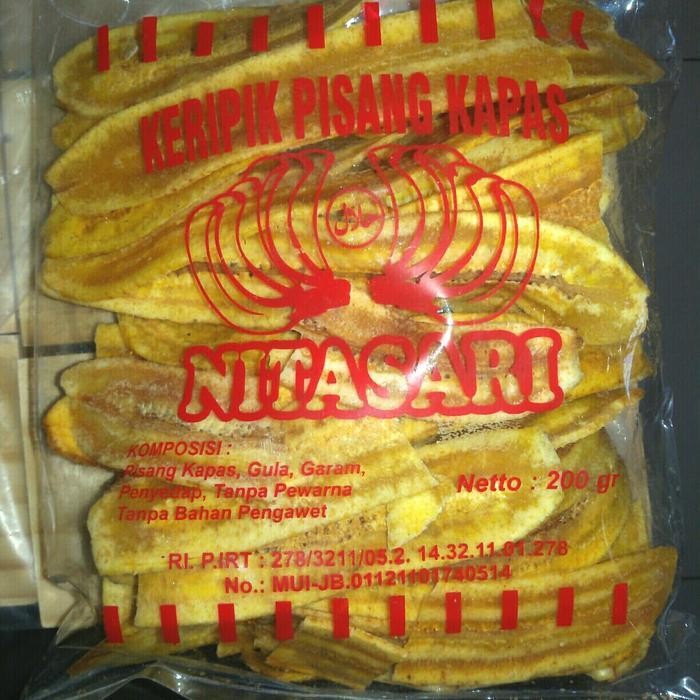 KERIPIK PISANG KAPAS
حلال
NITASARI
KOMPOSISI :
Pisang Kapas, Gula, Garam,
Penyedap, Tanpa Pewarna
Tanpa Bahan Pengawet
Netto : 200 gr
RI. P.IRT : 278/3211/05.2. 14.32.11.01.278
No.: MUI-JB.01121101740514